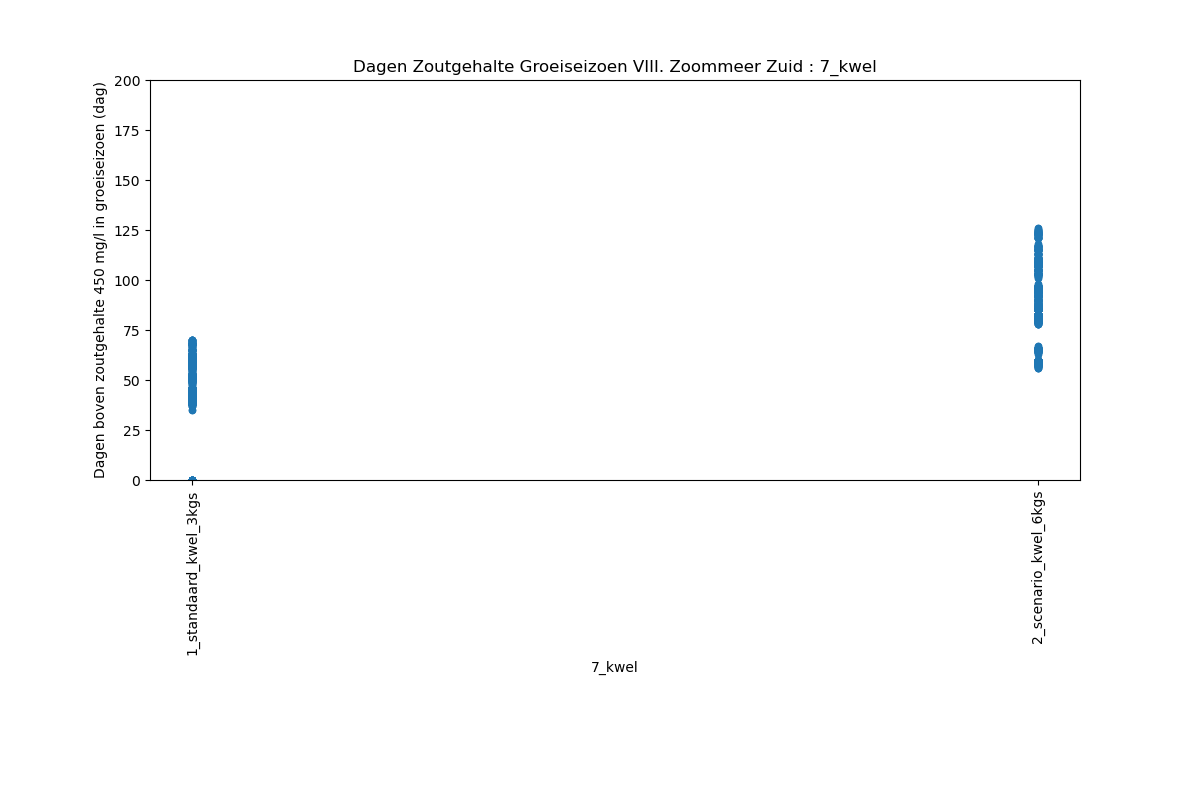 Dagen Zoutgehalte Groeiseizoen VIII. Zoommeer Zuid : 7_kwel
Dagen boven zoutgehalte 450 mg/l in groeiseizoen (dag)
200
175
150
125
100
75
50
25
0
1_standaard_kwel_3kgs
2_scenario_kwel_6kgs
7_kwel